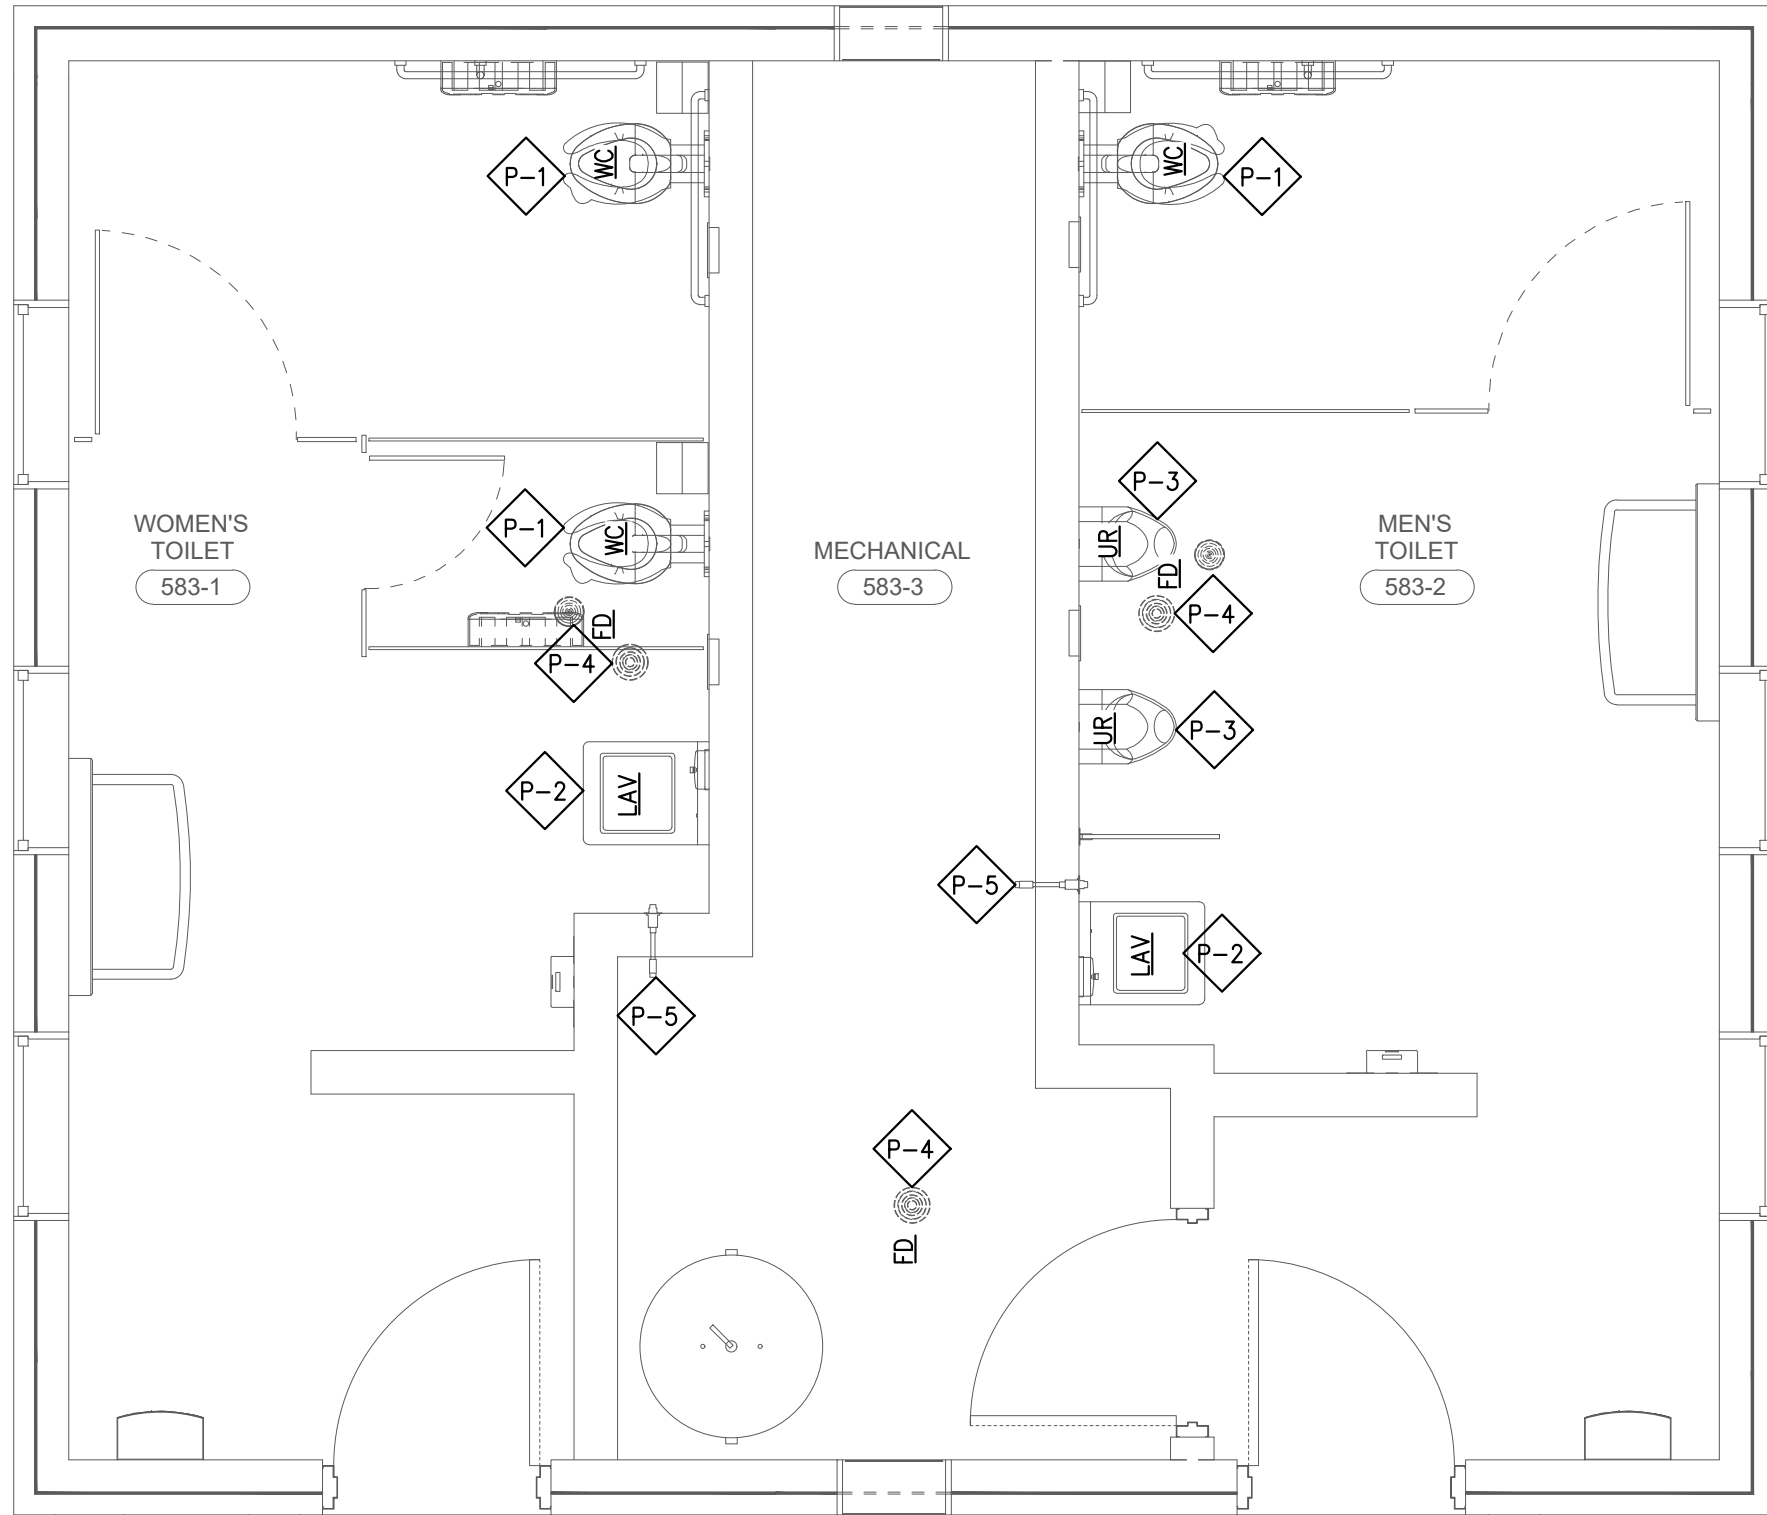 WC
P-1
WC
P-1
WOMEN'S
TOILET
583-1
P-1
WC
MECHANICAL
583-3
P-3
UR
FD
MEN'S
TOILET
583-2
P-4
FD
P-4
UR
P-3
P-2
LAV
P-5
LAV
P-2
P-5
P-4
FD